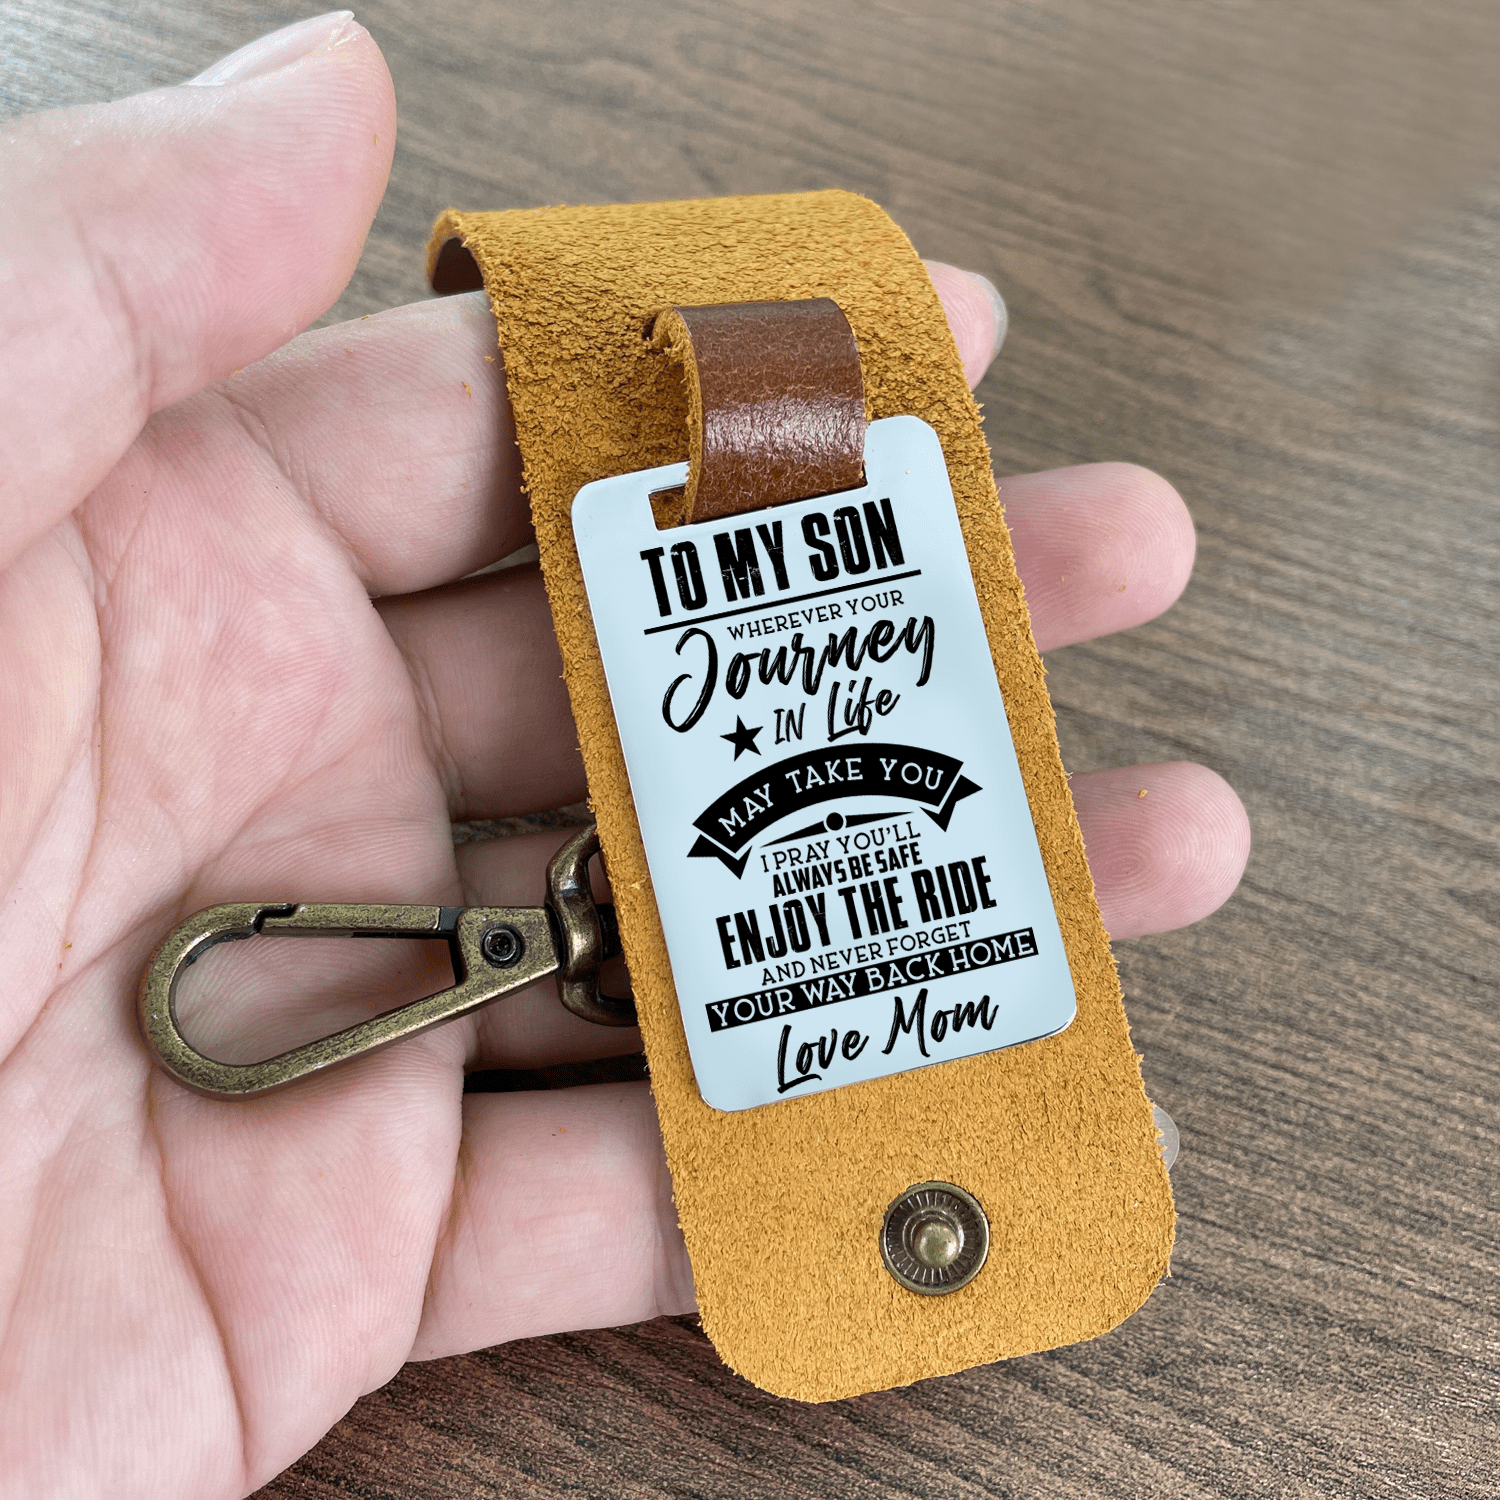 TO MY SON
WHEREVER YOUR
Journey
IN Life
MAY TAKE YOU
I PRAY YOU'LL
ALWAYS BE SAFE
ENJOY THE RIDE
AND NEVER FORGET
YOUR WAY BACK HOME
Love Mom